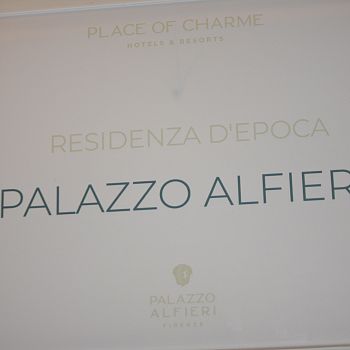 PLACE OF CHARME
HOTELS & RESORTS
RESIDENZA D'EPOCA
PALAZZO ALFIER
PALAZZO
ALFIERI
FIRENZE